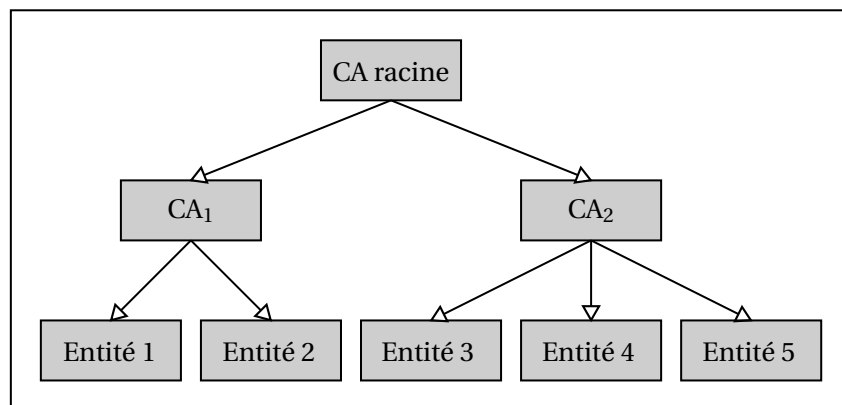 CA racine
CA₁
CA₂
Entité 1
Entité 2
Entité 3
Entité 4
Entité 5